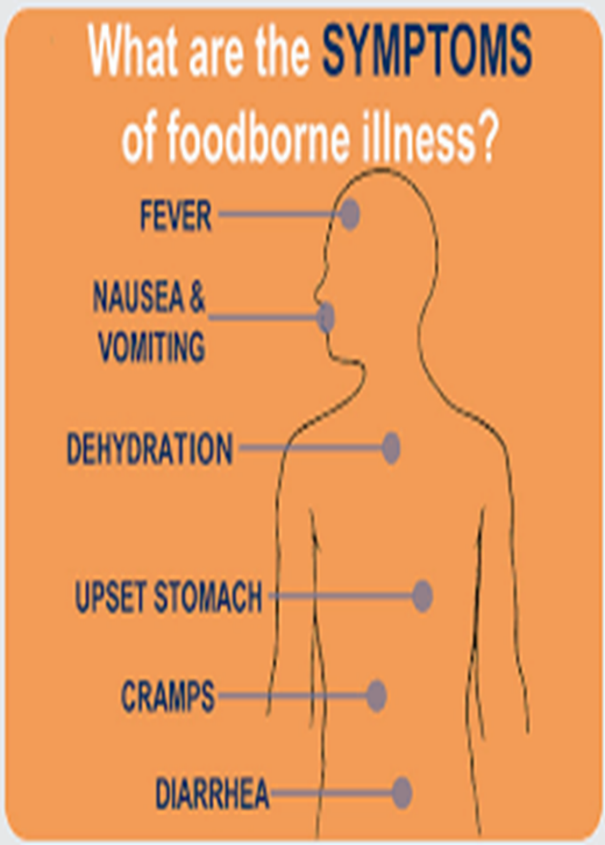 What are the SYMPTOMS
of foodborne illness?
FEVER
NAUSEA &
VOMITING
DEHYDRATION
UPSET STOMACH
CRAMPS
DIARRHEA